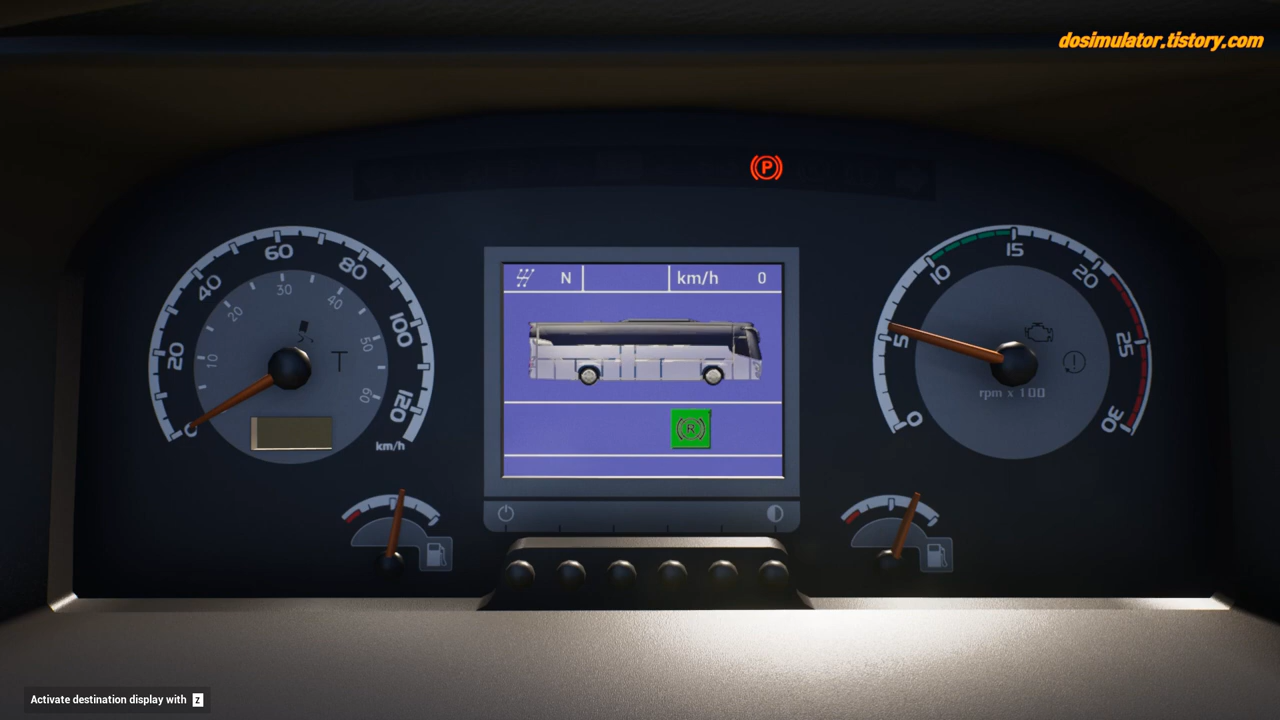 dosimulator.tistory.com
P
N
km/h 0
R
0
20
40
60
80
100
120
km/h
10
20
30
40
50
60
0
5
10
15
20
25
30
rpm x 100
Activate destination display with Z